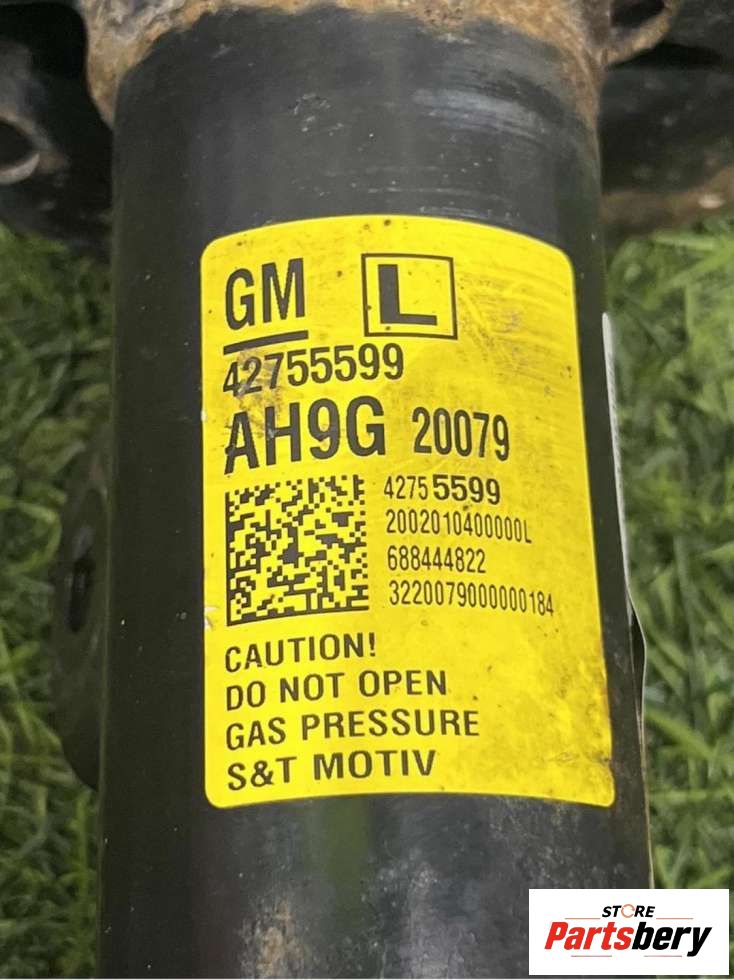 GM L
42755599
AH9G 20079
42755599
2002010400000L
688444822
3220079000000184
CAUTION!
DO NOT OPEN
GAS PRESSURE
S&T MOTIV
STORE
Partsbery